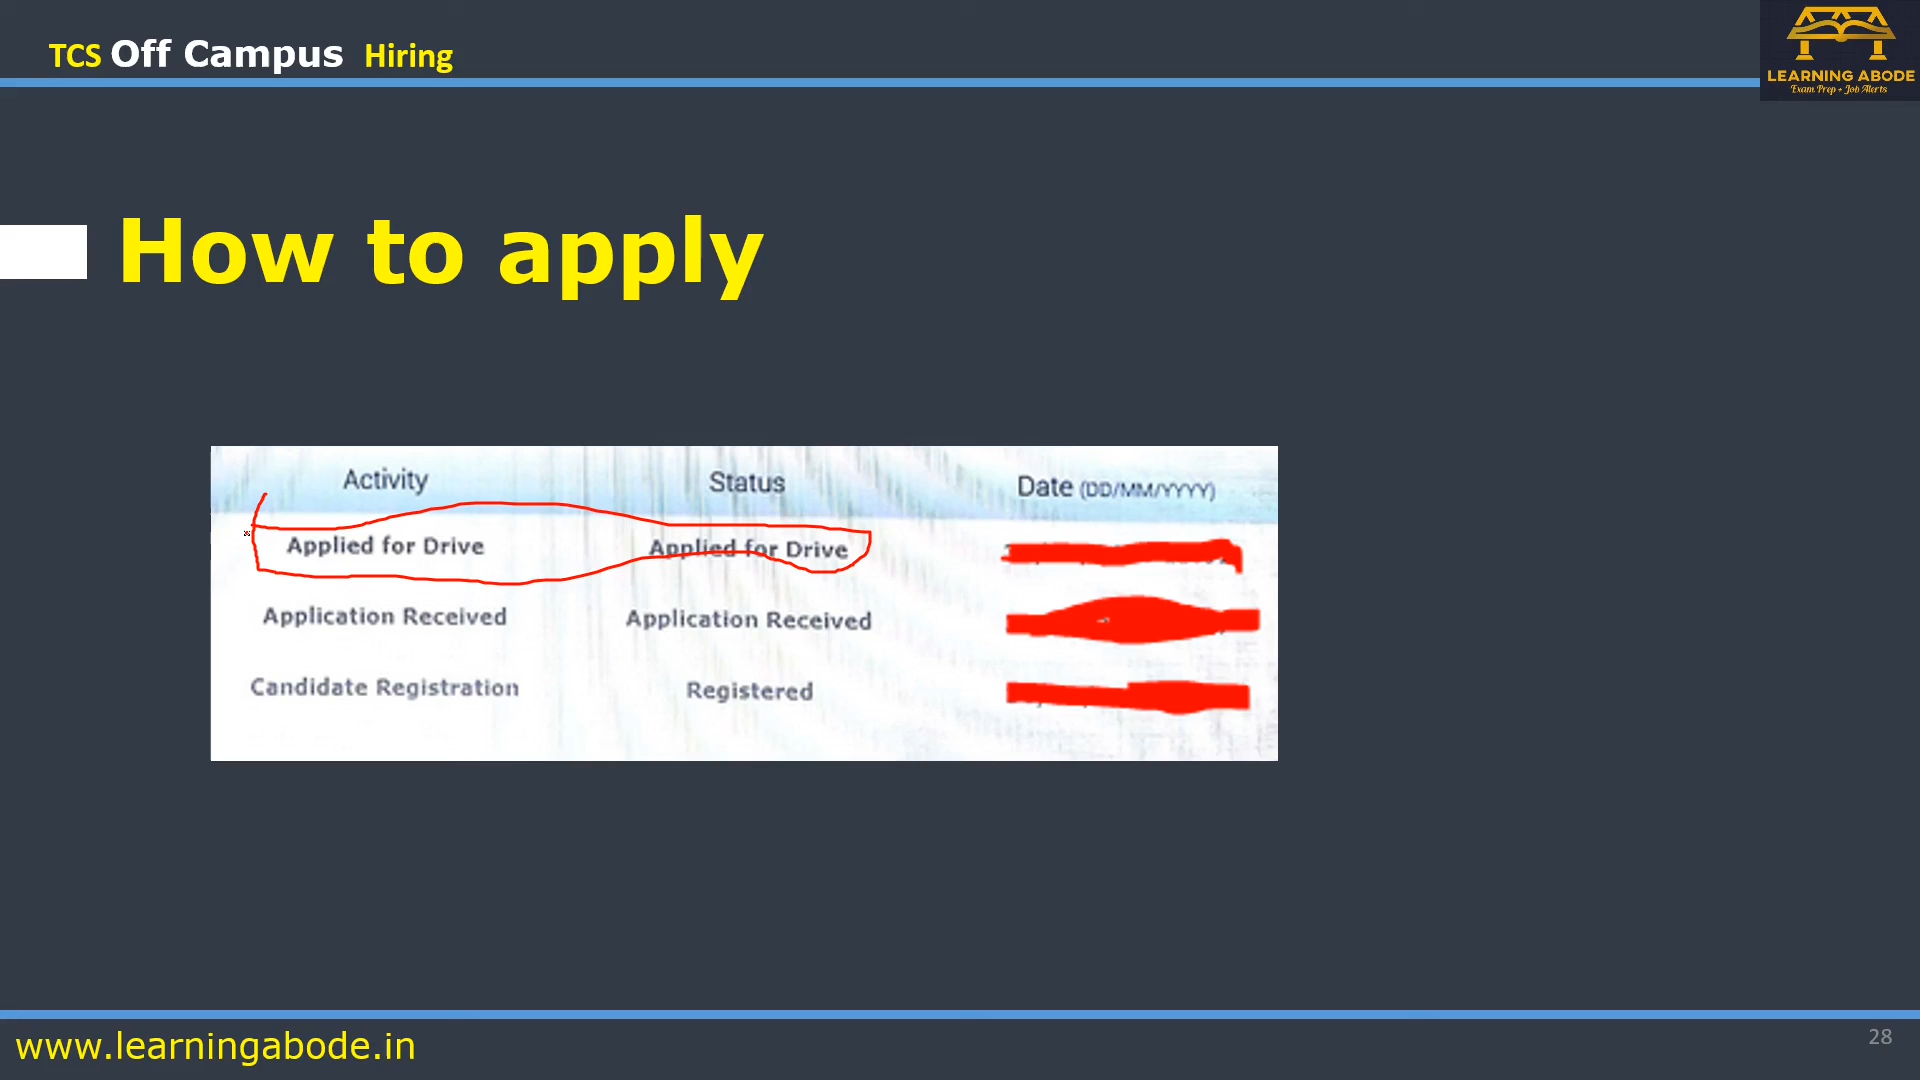 TCS Off Campus Hiring
LEARNING ABODE
Exam Prep + Job Alerts
How to apply
Activity Status Date (DD/MM/YYYY)
Applied for Drive Applied for Drive
Application Received Application Received
Candidate Registration Registered
www.learningabode.in
28